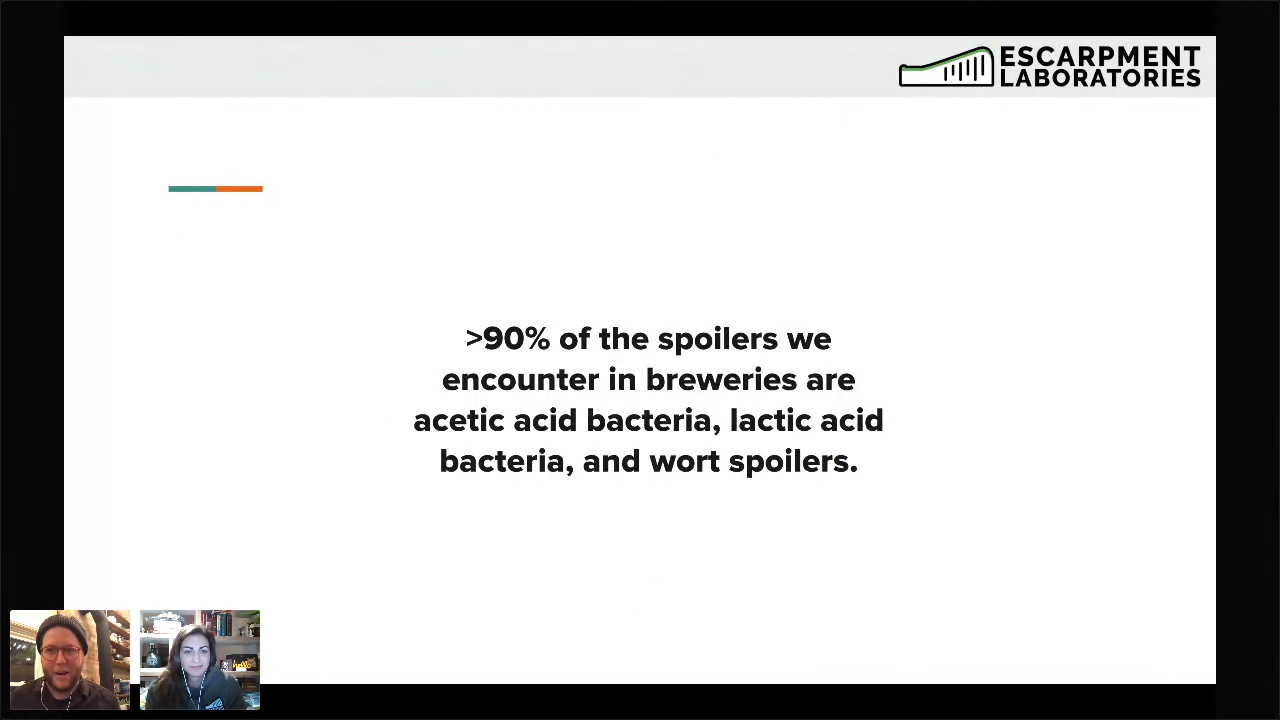 ESCARPMENT
LABORATORIES
>90% of the spoilers we
encounter in breweries are
acetic acid bacteria, lactic acid
bacteria, and wort spoilers.
hello